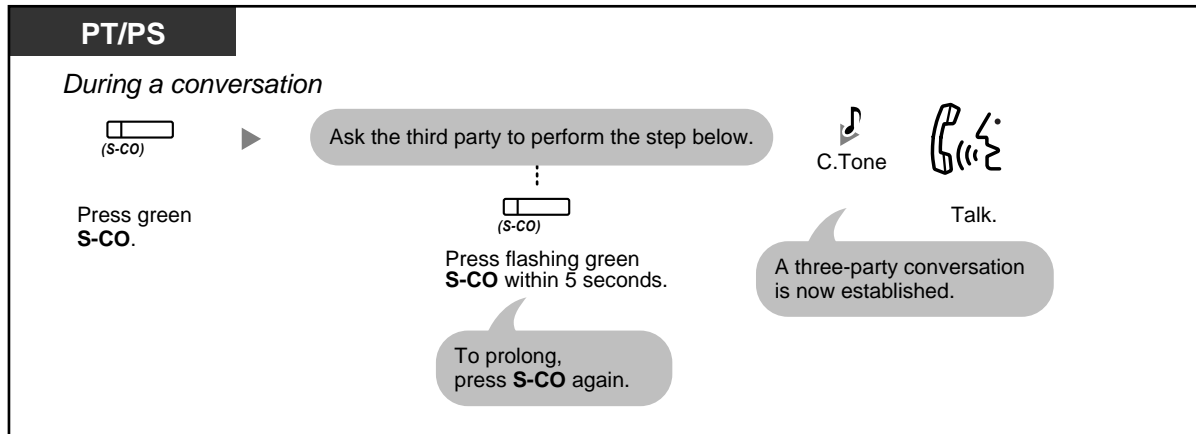 PT/PS
During a conversation
(S-CO)
Press green
S-CO.
Ask the third party to perform the step below.
(S-CO)
Press flashing green
S-CO within 5 seconds.
To prolong,
press S-CO again.
C.Tone
Talk.
A three-party conversation
is now established.